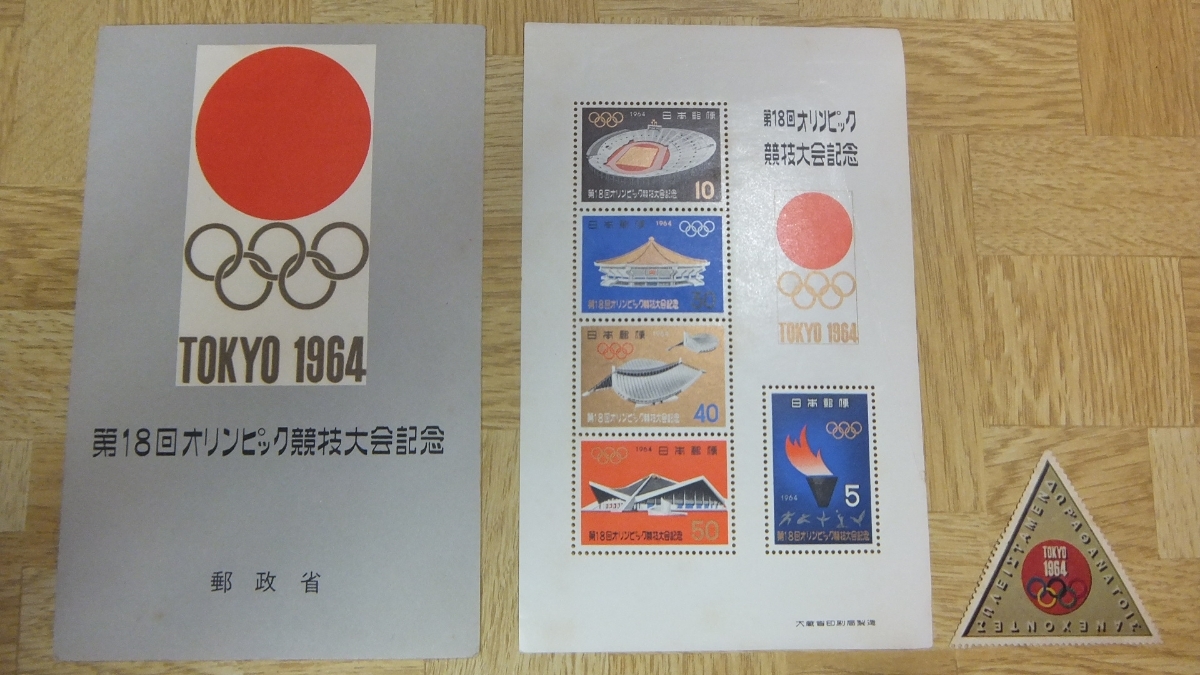 TOKYO 1964
第18回オリンピック競技大会記念
郵政省
1964 日本郵便
第18回オリンピック競技大会記念
10
日本郵便 1964
第18回オリンピック競技大会記念
日本郵便
第18回オリンピック競技大会記念
40
1964 日本郵便
第18回オリンピック競技大会記念
50
第18回オリンピック
競技大会記念
TOKYO 1964
日本郵便
1964
5
第18回オリンピック競技大会記念
大蔵省印刷局製造
TOKYO
1964